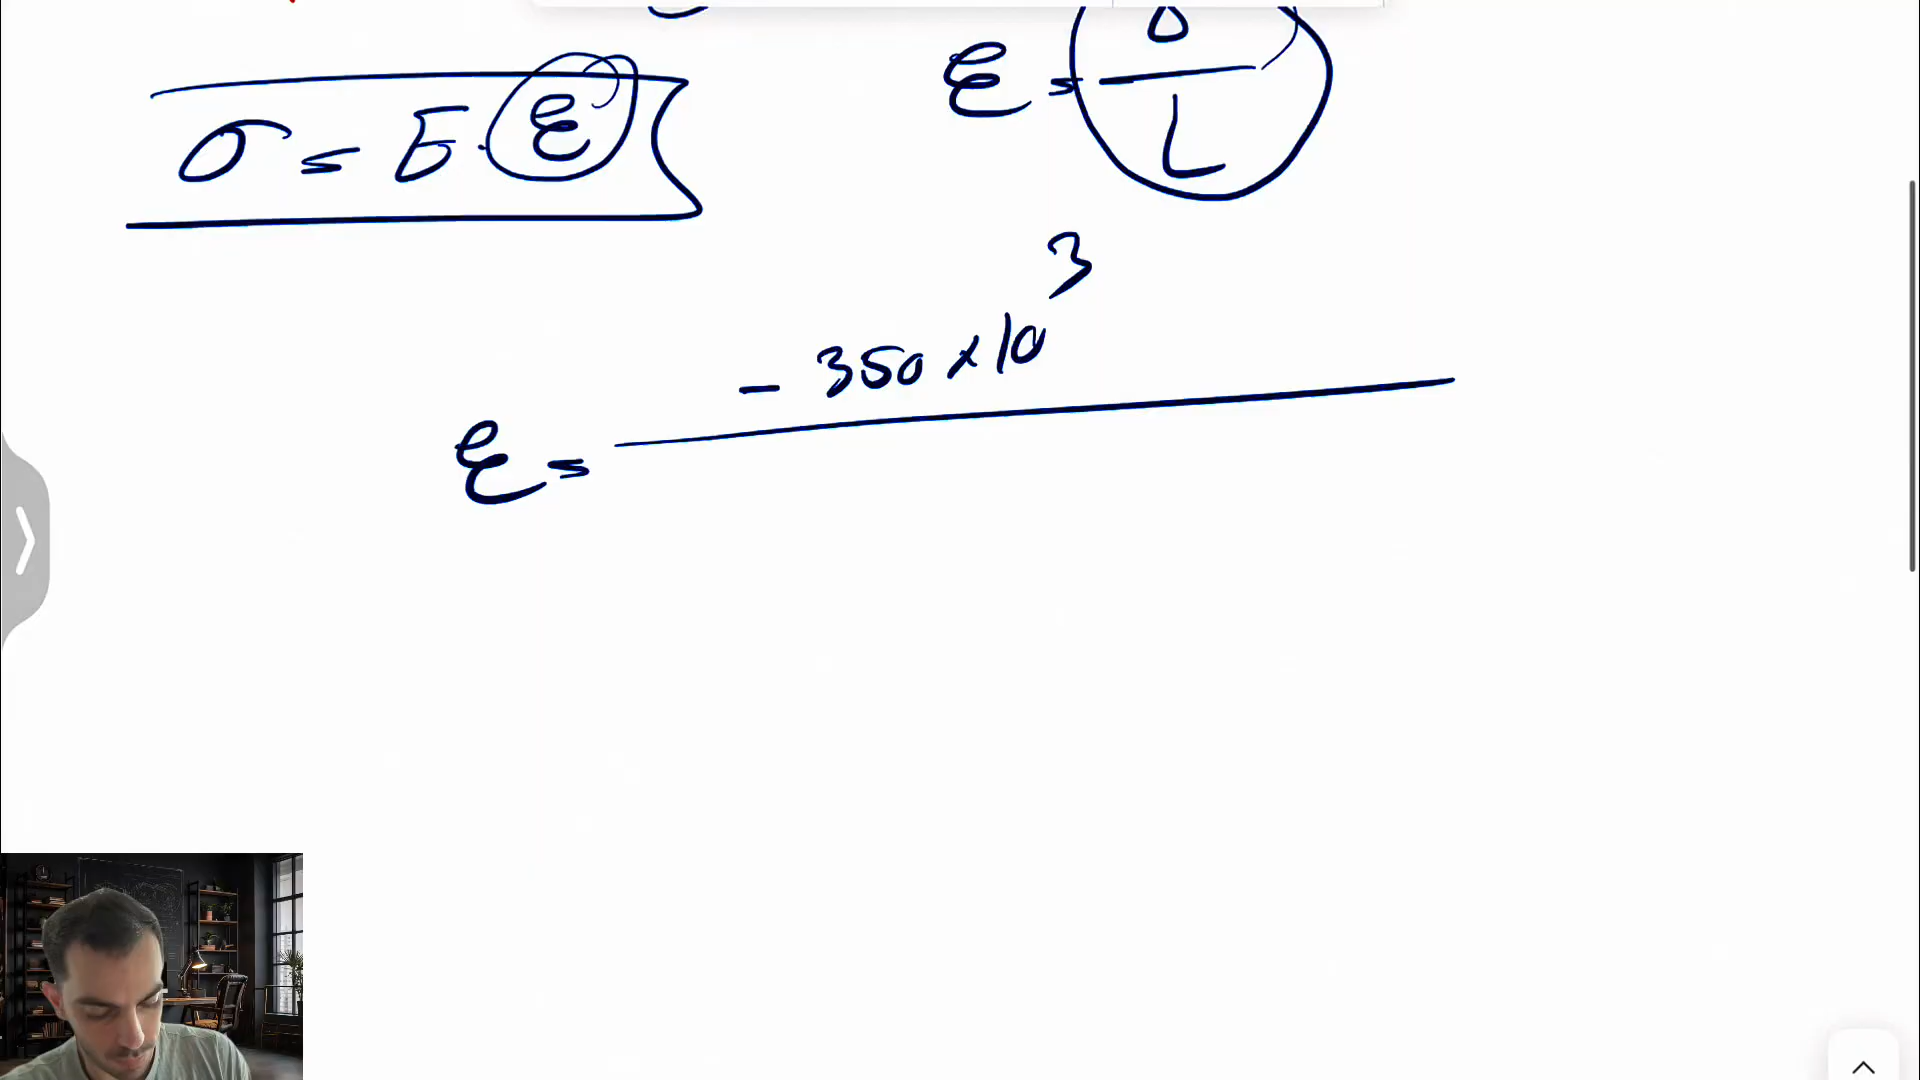 σ = E · ε
ε = δ / L
ε = - 350 × 10³